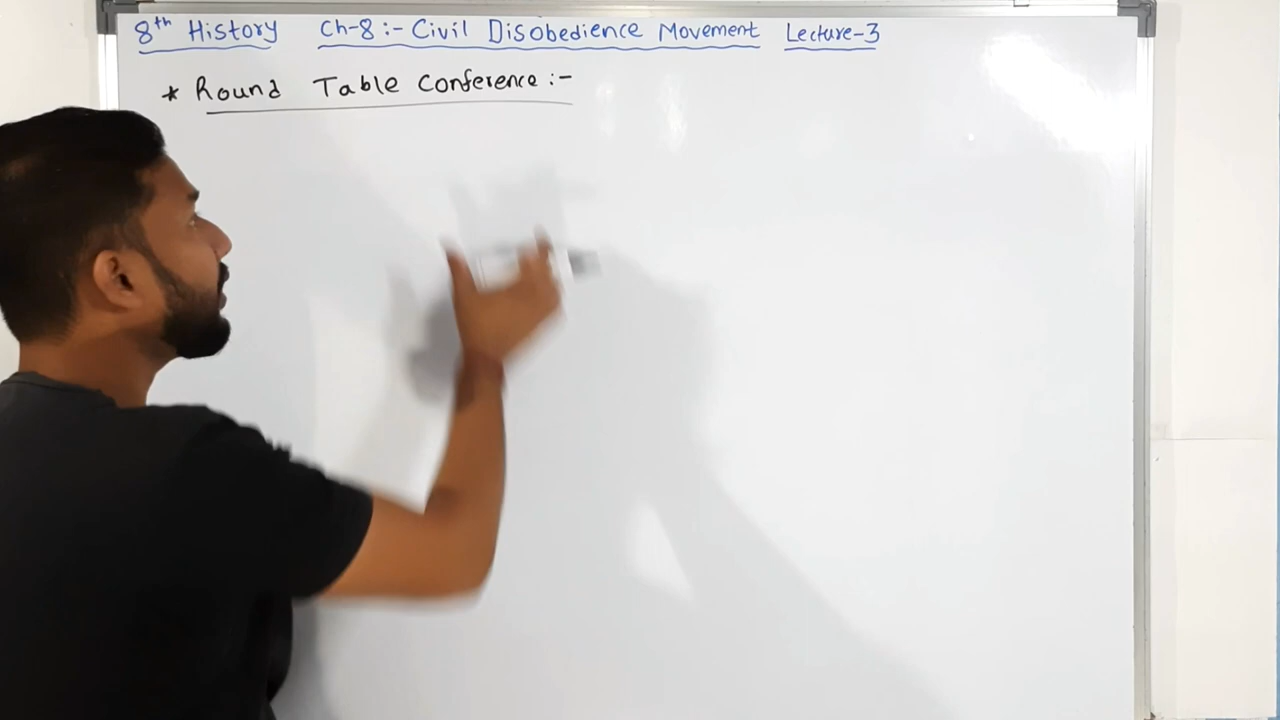 8th History Ch-8:- Civil Disobedience Movement Lecture-3
* Round Table Conference:-